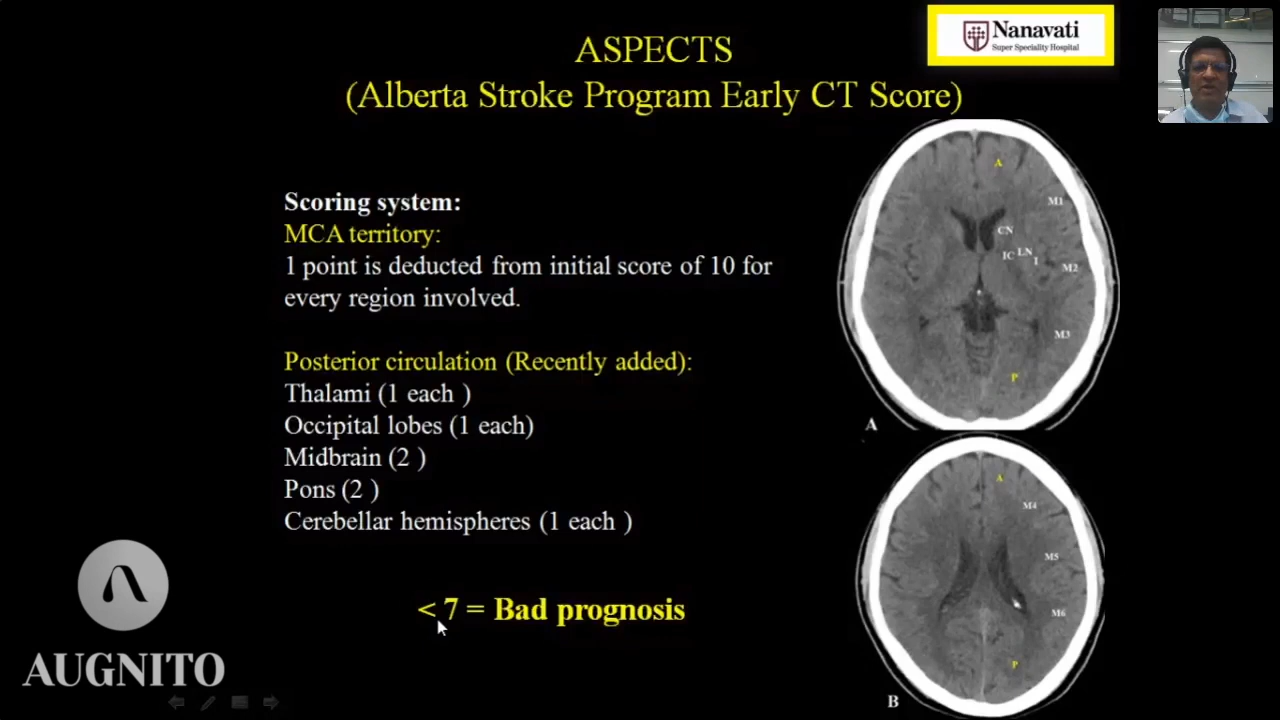 ASPECTS
(Alberta Stroke Program Early CT Score)
Nanavati
Super Speciality Hospital
Scoring system:
MCA territory:
1 point is deducted from initial score of 10 for
every region involved.
Posterior circulation (Recently added):
Thalami (1 each )
Occipital lobes (1 each)
Midbrain (2 )
Pons (2 )
Cerebellar hemispheres (1 each )
< 7 = Bad prognosis
AUGNITO
A
M1
CN
IC LN
I
M2
M3
P
A
A
M4
M5
M6
P
B